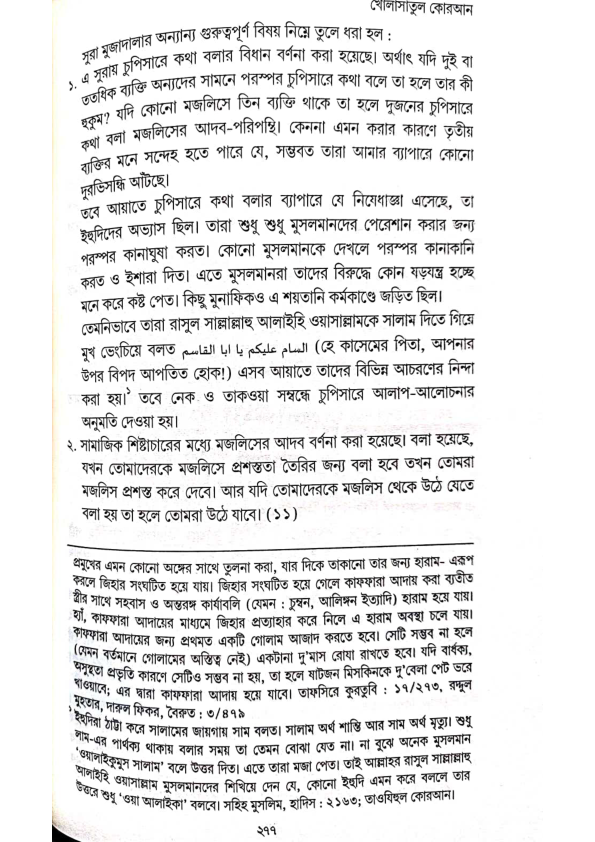 খোলাসাতুল কোরআন
সুরা মুজাদালার অন্যান্য গুরুত্বপূর্ণ বিষয় নিম্নে তুলে ধরা হল :
১. এ সুরায় চুপিসারে কথা বলার বিধান বর্ণনা করা হয়েছে। অর্থাৎ যদি দুই বা
ততধিক ব্যক্তি অন্যদের সামনে পরস্পর চুপিসারে কথা বলে তা হলে তার কী
হুকুম? যদি কোনো মজলিসে তিন ব্যক্তি থাকে তা হলে দুজনের চুপিসারে
কথা বলা মজলিসের আদব-পরিপন্থি। কেননা এমন করার কারণে তৃতীয়
ব্যক্তির মনে সন্দেহ হতে পারে যে, সম্ভবত তারা আমার ব্যাপারে কোনো
দুরভিসন্ধি আঁটছে।
তবে আয়াতে চুপিসারে কথা বলার ব্যাপারে যে নিষেধাজ্ঞা এসেছে, তা
ইহুদিদের অভ্যাস ছিল। তারা শুধু শুধু মুসলমানদের পেরেশান করার জন্য
পরস্পর কানাঘুষা করত। কোনো মুসলমানকে দেখলে পরস্পর কানাকানি
করত ও ইশারা দিত। এতে মুসলমানরা তাদের বিরুদ্ধে কোন ষড়যন্ত্র হচ্ছে
মনে করে কষ্ট পেত। কিছু মুনাফিকও এ শয়তানি কর্মকাণ্ডে জড়িত ছিল।
তেমনিভাবে তারা রাসুল সাল্লাল্লাহু আলাইহি ওয়াসাল্লামকে সালাম দিতে গিয়ে
মুখ ভেংচিয়ে বলত السام عليكم يا ابا القاسم (হে কাসেমের পিতা, আপনার
উপর বিপদ আপতিত হোক!) এসব আয়াতে তাদের বিভিন্ন আচরণের নিন্দা
করা হয়।১ তবে নেক ও তাকওয়া সম্বন্ধে চুপিসারে আলাপ-আলোচনার
অনুমতি দেওয়া হয়।
২. সামাজিক শিষ্টাচারের মধ্যে মজলিসের আদব বর্ণনা করা হয়েছে। বলা হয়েছে,
যখন তোমাদেরকে মজলিসে প্রশস্ততা তৈরির জন্য বলা হবে তখন তোমরা
মজলিস প্রশস্ত করে দেবে। আর যদি তোমাদেরকে মজলিস থেকে উঠে যেতে
বলা হয় তা হলে তোমরা উঠে যাবে। (১১)
প্রমুখের এমন কোনো অঙ্গের সাথে তুলনা করা, যার দিকে তাকানো তার জন্য হারাম- এরূপ
করলে জিহার সংঘটিত হয়ে যায়। জিহার সংঘটিত হয়ে গেলে কাফফারা আদায় করা ব্যতীত
স্ত্রীর সাথে সহবাস ও অন্তরঙ্গ কার্যাবলি (যেমন : চুম্বন, আলিঙ্গন ইত্যাদি) হারাম হয়ে যায়।
হ্যাঁ, কাফফারা আদায়ের মাধ্যমে জিহার প্রত্যাহার করে নিলে এ হারাম অবস্থা চলে যায়।
কাফফারা আদায়ের জন্য প্রথমত একটি গোলাম আজাদ করতে হবে। সেটি সম্ভব না হলে
(যেমন বর্তমানে গোলামের অস্তিত্ব নেই) একটানা দু'মাস রোযা রাখতে হবে। যদি বার্ধক্য,
অসুস্থতা প্রভৃতি কারণে সেটিও সম্ভব না হয়, তা হলে ষাটজন মিসকিনকে দু'বেলা পেট ভরে
খাওয়াবে; এর দ্বারা কাফফারা আদায় হয়ে যাবে। তাফসিরে কুরতুবি : ১৭/২৭৩, রদ্দুল
মুহতার, দারুল ফিকর, বৈরুত : ৩/৪৭৯
১ ইহুদিরা ঠাট্টা করে সালামের জায়গায় সাম বলত। সালাম অর্থ শান্তি আর সাম অর্থ মৃত্যু। শুধু
লাম-এর পার্থক্য থাকায় বলার সময় তা তেমন বোঝা যেত না। না বুঝে অনেক মুসলমান
'ওয়ালাইকুমুস সালাম' বলে উত্তর দিত। এতে তারা মজা পেত। তাই আল্লাহর রাসুল সাল্লাল্লাহু
আলাইহি ওয়াসাল্লাম মুসলমানদের শিখিয়ে দেন যে, কোনো ইহুদি এমন করে বললে তার
উত্তরে শুধু 'ওয়া আলাইকা' বলবে। সহিহ মুসলিম, হাদিস : ২১৬৩; তাওযিহুল কোরআন।
২৭৭